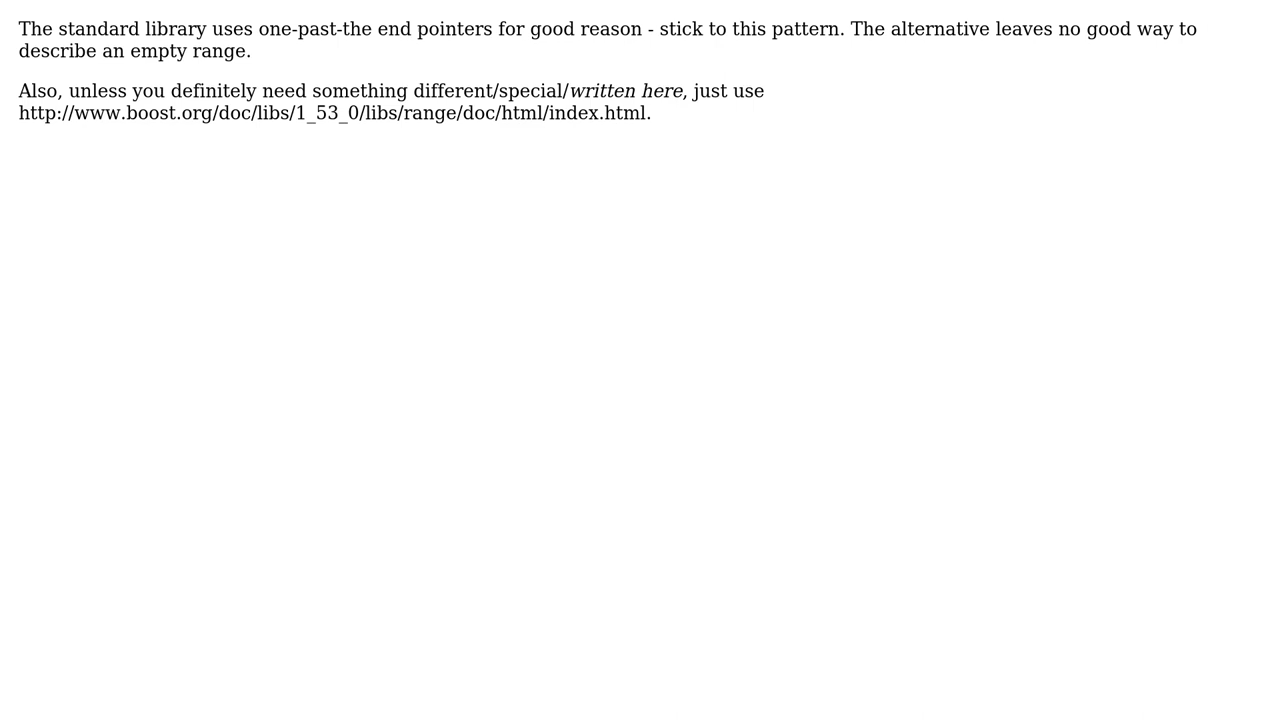 The standard library uses one-past-the end pointers for good reason - stick to this pattern. The alternative leaves no good way to
describe an empty range.
Also, unless you definitely need something different/special/written here, just use
http://www.boost.org/doc/libs/1_53_0/libs/range/doc/html/index.html.